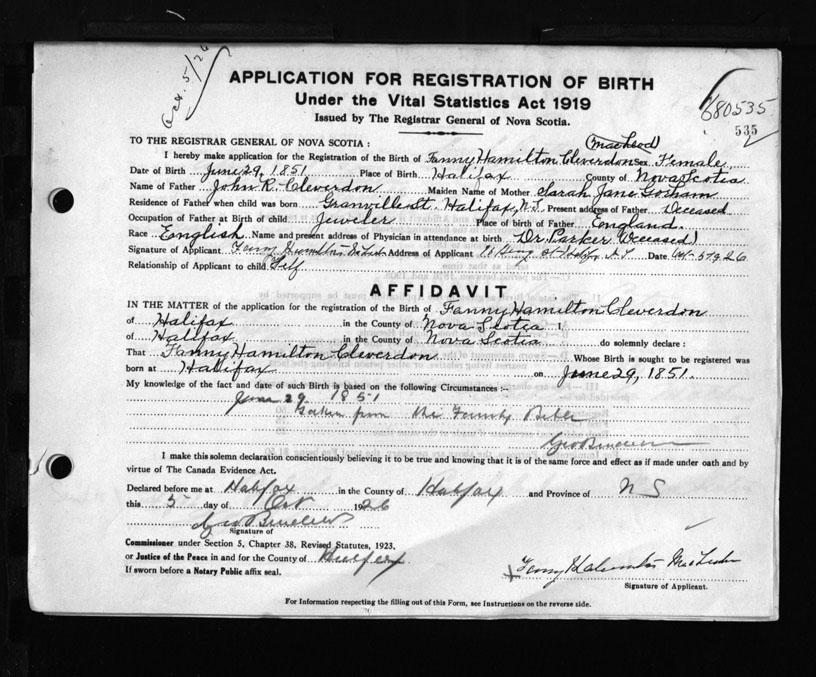 Oct. 5/26
APPLICATION FOR REGISTRATION OF BIRTH
Under the Vital Statistics Act 1919
Issued by The Registrar General of Nova Scotia.
680535
535
TO THE REGISTRAR GENERAL OF NOVA SCOTIA:
I hereby make application for the Registration of the Birth of Fanny Hamilton Cleverdon Sex Female
Date of Birth June 29, 1851 Place of Birth Halifax County of Nova Scotia
Name of Father John R. Cleverdon Maiden Name of Mother Sarah Jane Gorham
Residence of Father when child was born Granville St. Halifax, N.S. Present address of Father Deceased
Occupation of Father at Birth of child Jeweler Place of birth of Father England
Race English Name and present address of Physician in attendance at birth Dr. Parker (Deceased)
Signature of Applicant Fanny Address of Applicant Date Oct 5 1926
Relationship of Applicant to child Self
AFFIDAVIT
IN THE MATTER of the application for the registration of the Birth of Fanny Hamilton Cleverdon
of Halifax in the County of Nova Scotia I,
of Halifax in the County of Nova Scotia do solemnly declare:
That Fanny Hamilton Cleverdon Whose Birth is sought to be registered was
born at Halifax on June 29, 1851.
My knowledge of the fact and date of such Birth is based on the following Circumstances:-
June 29 1851
taken from the Family Bible
I make this solemn declaration conscientiously believing it to be true and knowing that it is of the same force and effect as if made under oath and by
virtue of The Canada Evidence Act.
Declared before me at Halifax in the County of Halifax and Province of N S
this 5 day of Oct 1926
Signature of
Commissioner under Section 5, Chapter 38, Revised Statutes, 1923,
or Justice of the Peace in and for the County of Halifax
If sworn before a Notary Public affix seal.
Fanny Hamilton
Signature of Applicant.
For Information respecting the filling out of this Form, see Instructions on the reverse side.